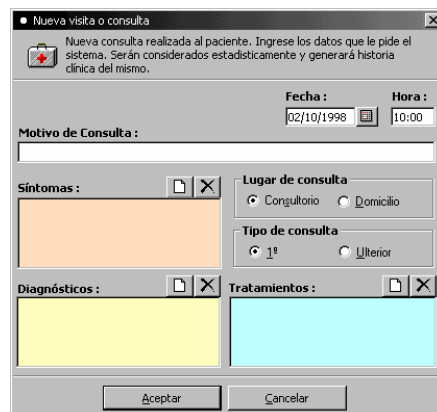 Nueva visita o consulta
Nueva consulta realizada al paciente. Ingrese los datos que le pide el
sistema. Serán considerados estadisticamente y generará historia
clínica del mismo.
Fecha :
Hora :
02/10/1998
10:00
Motivo de Consulta :
Síntomas :
Lugar de consulta
Consultorio
Domicilio
Tipo de consulta
1ª
Ulterior
Diagnósticos :
Tratamientos :
Aceptar
Cancelar